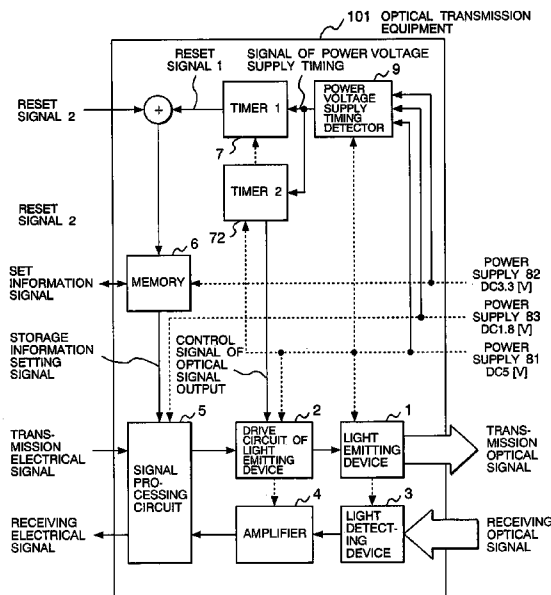 101 OPTICAL TRANSMISSION
EQUIPMENT
RESET
SIGNAL 1
SIGNAL OF POWER VOLTAGE
SUPPLY TIMING
9
RESET
SIGNAL 2
+
TIMER 1
POWER
VOLTAGE
SUPPLY
TIMING
DETECTOR
7
TIMER 2
72
RESET
SIGNAL 2
6
SET
INFORMATION
SIGNAL
MEMORY
POWER
SUPPLY 82
DC3.3 [V]
POWER
SUPPLY 83
DC1.8 [V]
POWER
SUPPLY 81
DC5 [V]
STORAGE
INFORMATION
SETTING
SIGNAL
CONTROL
SIGNAL OF
OPTICAL
SIGNAL
OUTPUT
5
2
1
TRANS-
MISSION
ELECTRICAL
SIGNAL
SIGNAL
PRO-
CESSING
CIRCUIT
DRIVE
CIRCUIT OF
LIGHT
EMITTING
DEVICE
LIGHT
EMITTING
DEVICE
TRANS-
MISSION
OPTICAL
SIGNAL
4
3
RECEIVING
ELECTRICAL
SIGNAL
AMPLIFIER
LIGHT
DETECT-
ING
DEVICE
RECEIVING
OPTICAL
SIGNAL